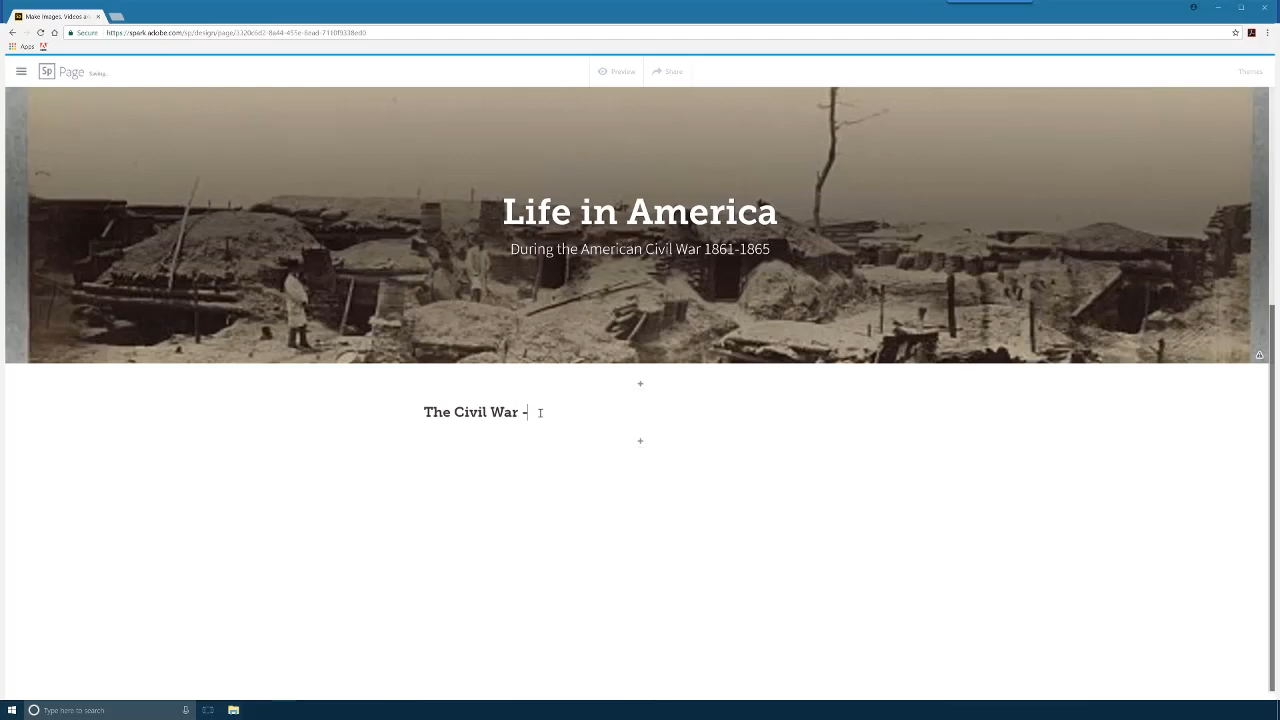 Make Images, Videos an
Secure
https://spark.adobe.com/sp/design/page/3320c6d2-8a44-455e-8ead-7110f9338ed0
Apps
Sp Page Saving...
Preview
Share
Themes
Life in America
During the American Civil War 1861-1865
The Civil War -
Type here to search